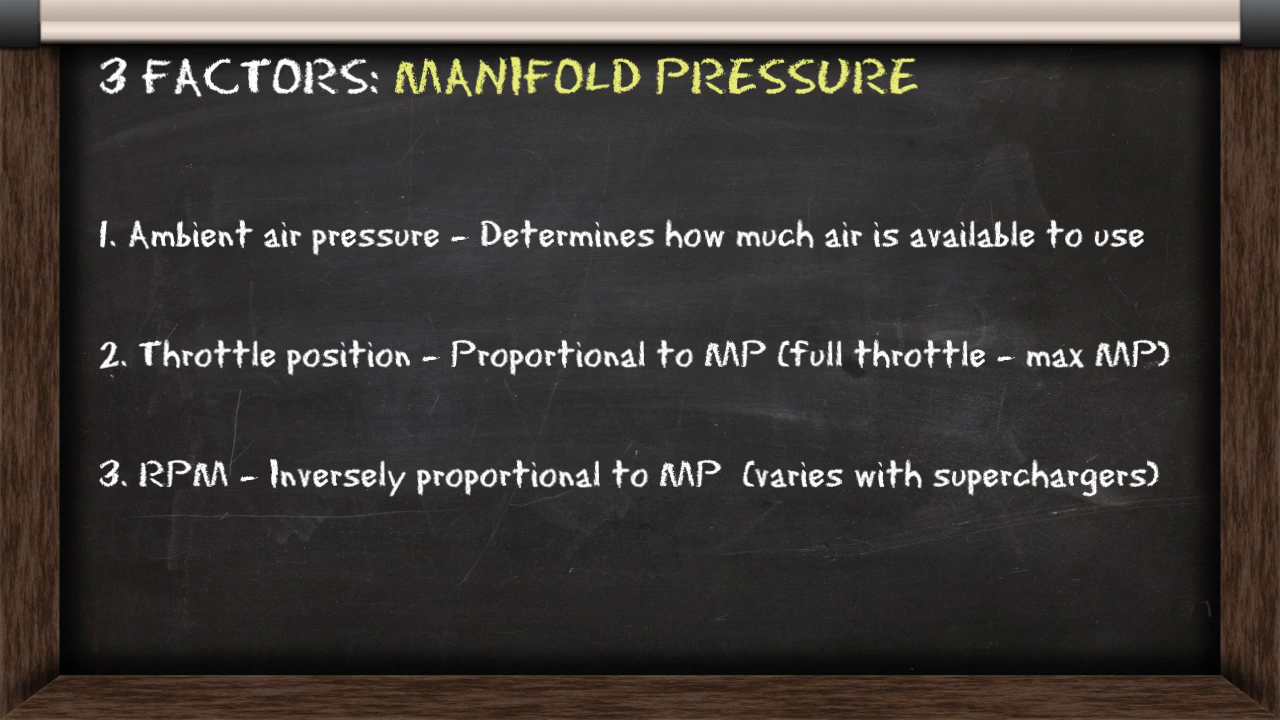 3 FACTORS: MANIFOLD PRESSURE
1. Ambient air pressure - Determines how much air is available to use
2. Throttle position - Proportional to MP (full throttle - max MP)
3. RPM - Inversely proportional to MP (varies with superchargers)